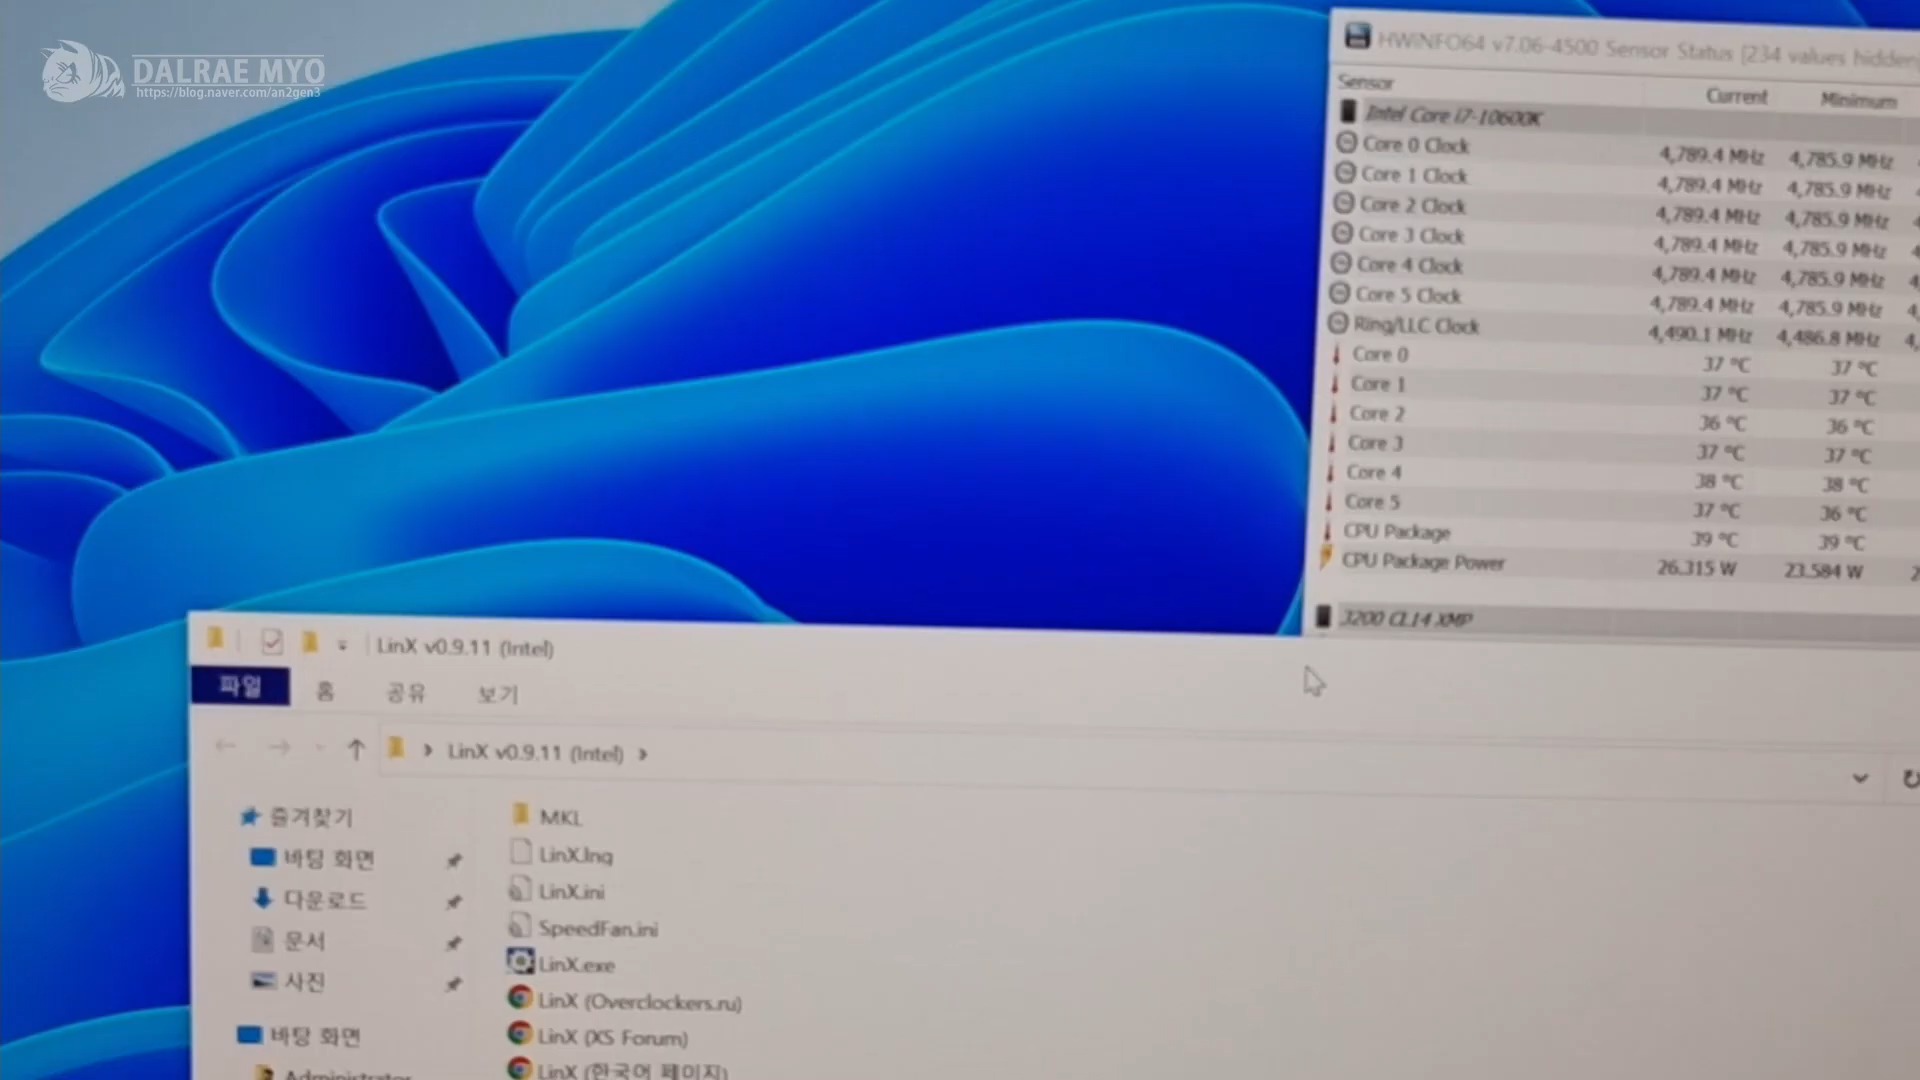 DALRAE MYO
https://blog.naver.com/an2gen3
HWiNFO64 v7.06-4500 Sensor Status [234 values hidden
Sensor Current Minimum
Intel Core i7-10600K
Core 0 Clock 4,789.4 MHz 4,785.9 MHz
Core 1 Clock 4,789.4 MHz 4,785.9 MHz
Core 2 Clock 4,789.4 MHz 4,785.9 MHz
Core 3 Clock 4,789.4 MHz 4,785.9 MHz
Core 4 Clock 4,789.4 MHz 4,785.9 MHz
Core 5 Clock 4,789.4 MHz 4,785.9 MHz
Ring/LLC Clock 4,490.1 MHz 4,486.8 MHz
Core 0 37 °C 37 °C
Core 1 37 °C 37 °C
Core 2 36 °C 36 °C
Core 3 37 °C 37 °C
Core 4 38 °C 38 °C
Core 5 37 °C 36 °C
CPU Package 39 °C 39 °C
CPU Package Power 26.315 W 23.584 W
3200 CL14 XMP
LinX v0.9.11 (Intel)
파일 홈 공유 보기
LinX v0.9.11 (Intel)
즐겨찾기
바탕 화면
다운로드
문서
사진
바탕 화면
Administrator
MKL
LinX.lng
LinX.ini
SpeedFan.ini
LinX.exe
LinX (Overclockers.ru)
LinX (XS Forum)
LinX (한국어 페이지)